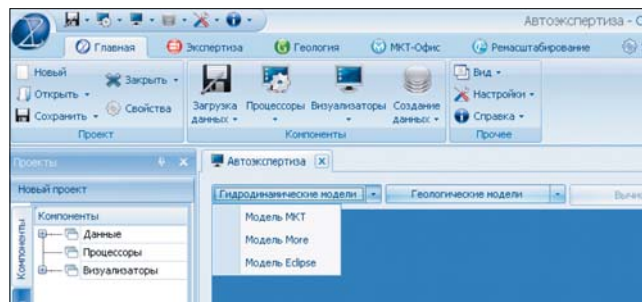 Автоэкспертиза - С
Главная Экспертиза Геология МКТ-Офис Ремасштабирование
Новый
Открыть
Сохранить
Закрыть
Свойства
Проект
Загрузка данных
Процессоры
Визуализаторы
Создание данных
Компоненты
Вид
Настройки
Справка
Прочее
Проекты
Автоэкспертиза
Новый проект
Гидродинамические модели Геологические модели
Компоненты
Компоненты
Данные
Процессоры
Визуализаторы
Модель МКТ
Модель More
Модель Eclipse